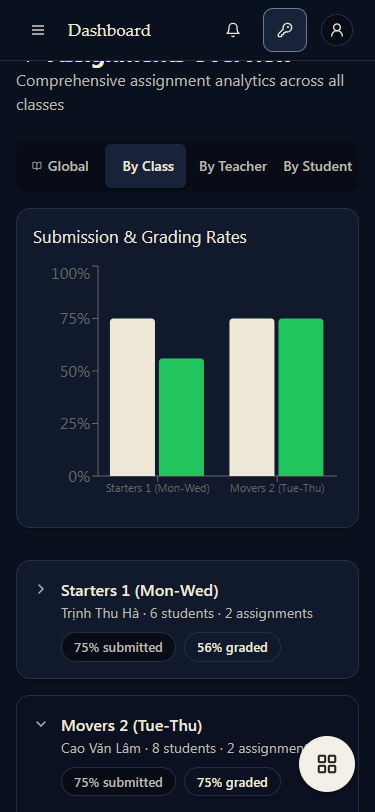 Dashboard
Comprehensive assignment analytics across all
classes
Global
By Class
By Teacher
By Student
Submission & Grading Rates
100%
75%
50%
25%
0%
Starters 1 (Mon-Wed)
Movers 2 (Tue-Thu)
Starters 1 (Mon-Wed)
Trịnh Thu Hà · 6 students · 2 assignments
75% submitted
56% graded
Movers 2 (Tue-Thu)
Cao Văn Lâm · 8 students · 2 assignmen
75% submitted
75% graded